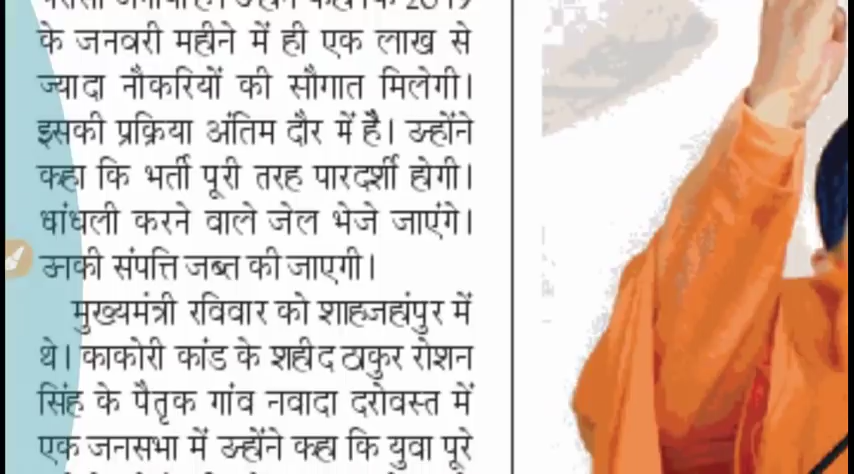 के जनवरी महीने में ही एक लाख से
ज्यादा नौकरियों की सौगात मिलेगी।
इसकी प्रक्रिया अंतिम दौर में है। उन्होंने
कहा कि भर्ती पूरी तरह पारदर्शी होगी।
धांधली करने वाले जेल भेजे जाएंगे।
उनकी संपत्ति जब्त की जाएगी।
मुख्यमंत्री रविवार को शाहजहांपुर में
थे। काकोरी कांड के शहीद ठाकुर रोशन
सिंह के पैतृक गांव नवादा दरोवस्त में
एक जनसभा में उन्होंने कहा कि युवा पूरे